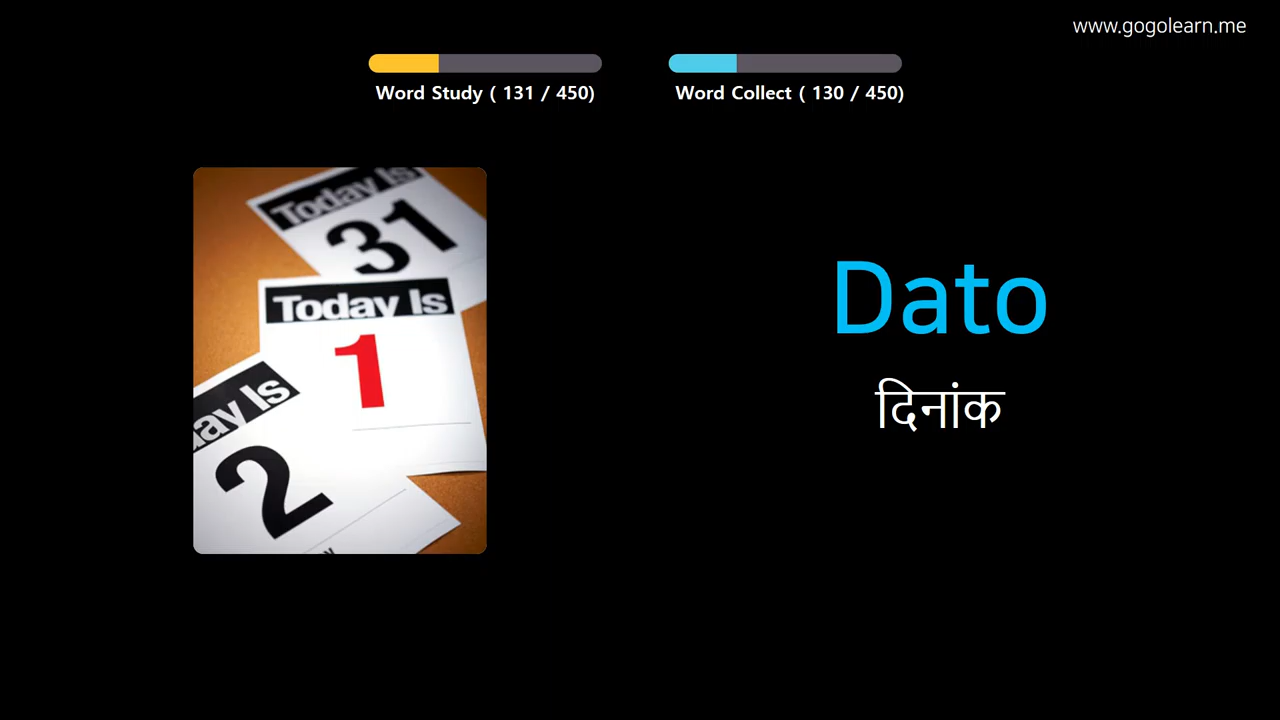 www.gogolearn.me
Word Study ( 131 / 450)
Word Collect ( 130 / 450)
Today Is
31
Today Is
1
day Is
2
Dato
दिनांक